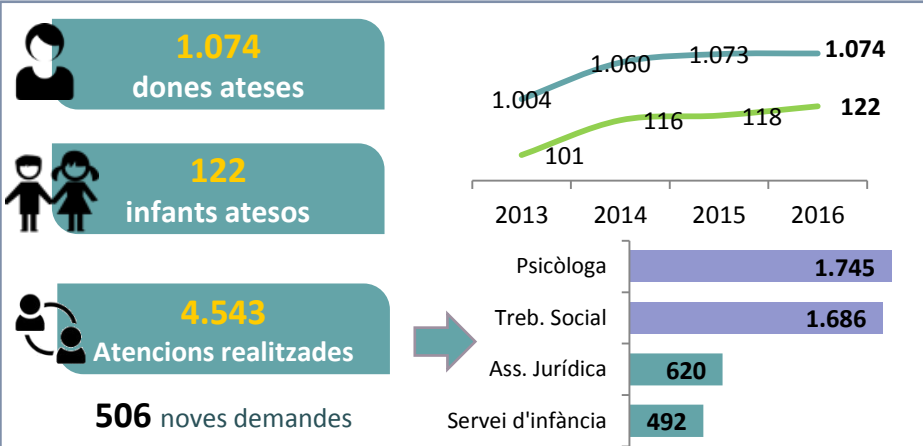 1.074
dones ateses
122
infants atesos
4.543
Atencions realitzades
506 noves demandes
1.004 1.060 1.073 1.074
101 116 118 122
2013 2014 2015 2016
Psicòloga 1.745
Treb. Social 1.686
Ass. Jurídica 620
Servei d'infància 492